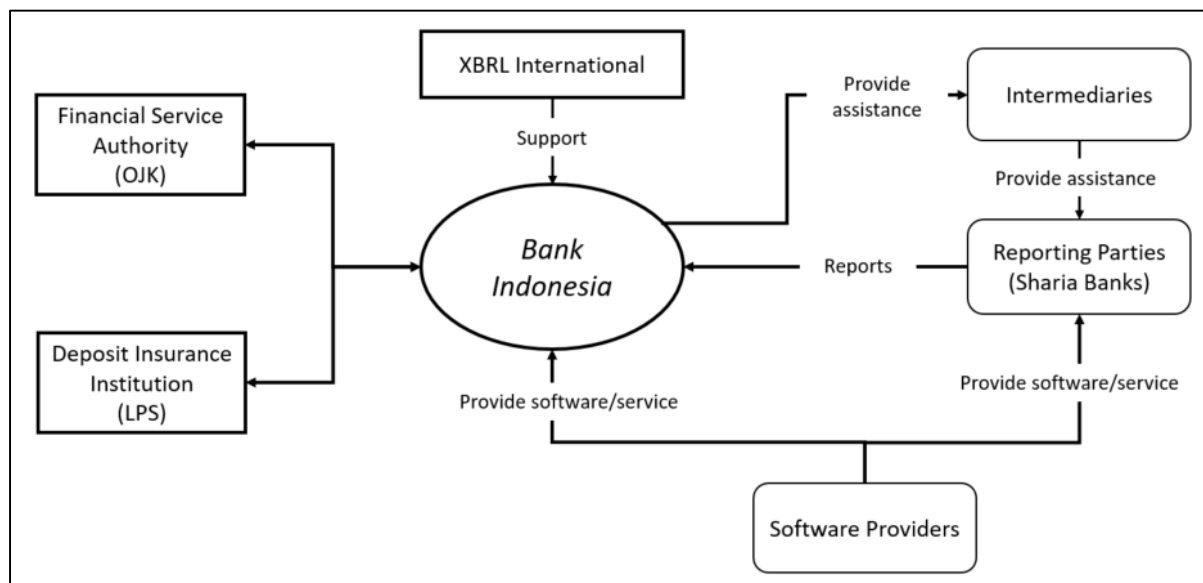 XBRL International
Financial Service
Authority
(OJK)
Support
Provide
assistance
Intermediaries
Provide assistance
Bank
Indonesia
Reports
Reporting Parties
(Sharia Banks)
Deposit Insurance
Institution
(LPS)
Provide software/service
Provide software/service
Software Providers